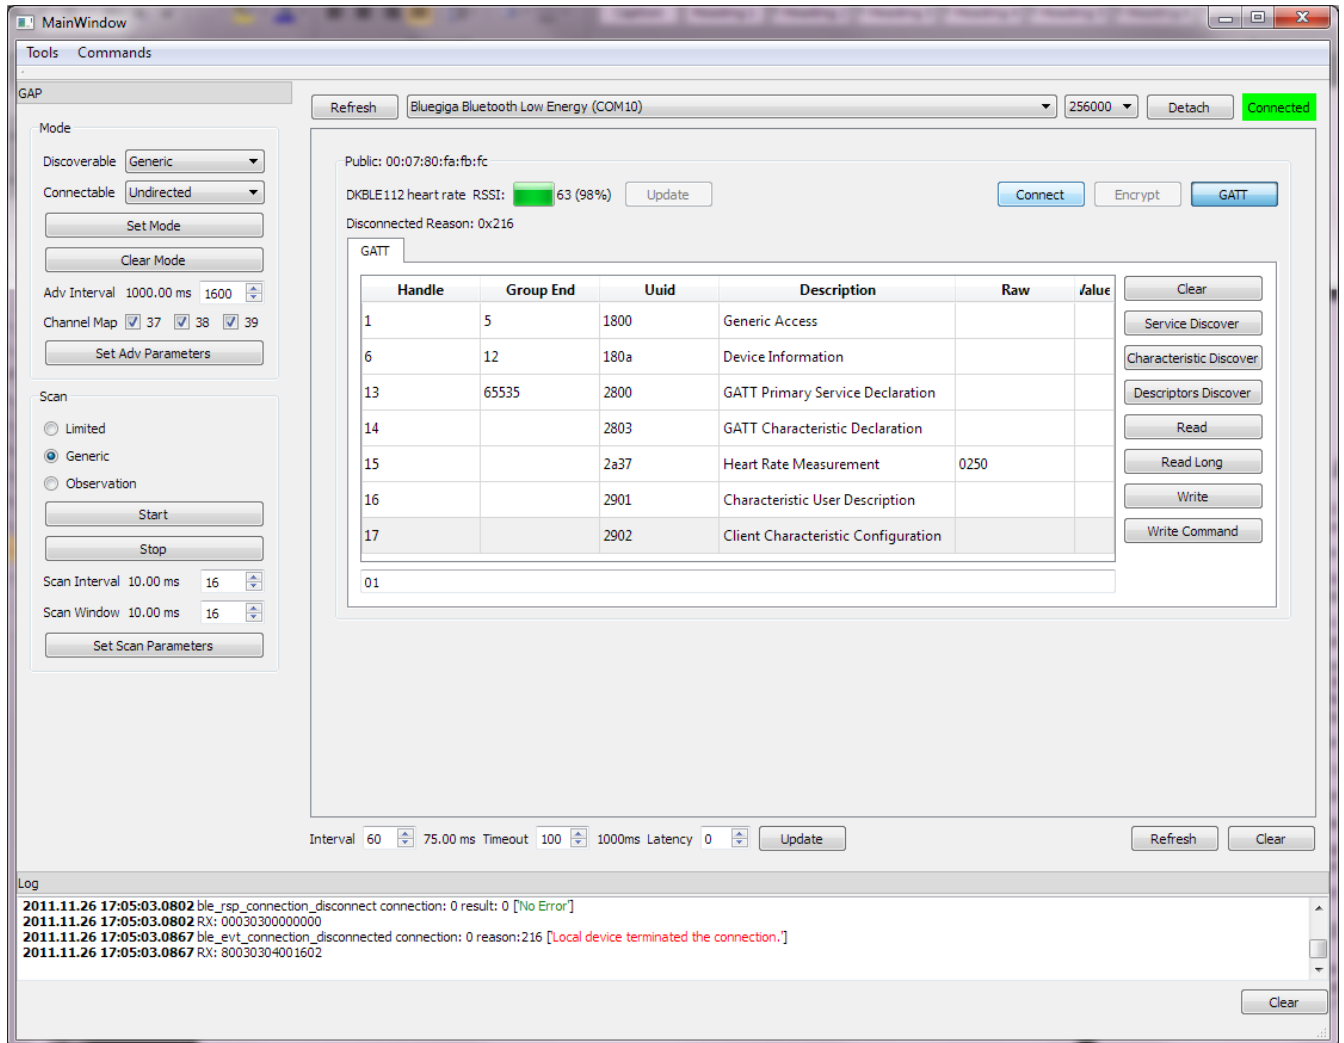 MainWindow
Tools Commands
GAP
Mode
Discoverable Generic
Connectable Undirected
Set Mode
Clear Mode
Adv Interval 1000.00 ms 1600
Channel Map 37 38 39
Set Adv Parameters
Scan
Limited
Generic
Observation
Start
Stop
Scan Interval 10.00 ms 16
Scan Window 10.00 ms 16
Set Scan Parameters
Refresh Bluegiga Bluetooth Low Energy (COM10) 256000 Detach Connected
Public: 00:07:80:fa:fb:fc
DKBLE112 heart rate RSSI: 63 (98%) Update Connect Encrypt GATT
Disconnected Reason: 0x216
GATT
Handle Group End Uuid Description Raw Value
1 5 1800 Generic Access
6 12 180a Device Information
13 65535 2800 GATT Primary Service Declaration
14 2803 GATT Characteristic Declaration
15 2a37 Heart Rate Measurement 0250
16 2901 Characteristic User Description
17 2902 Client Characteristic Configuration
01
Clear
Service Discover
Characteristic Discover
Descriptors Discover
Read
Read Long
Write
Write Command
Interval 60 75.00 ms Timeout 100 1000ms Latency 0 Update Refresh Clear
Log
2011.11.26 17:05:03.0802 ble_rsp_connection_disconnect connection: 0 result: 0 ['No Error']
2011.11.26 17:05:03.0802 RX: 00030300000000
2011.11.26 17:05:03.0867 ble_evt_connection_disconnected connection: 0 reason:216 ['Local device terminated the connection.']
2011.11.26 17:05:03.0867 RX: 80030304001602
Clear